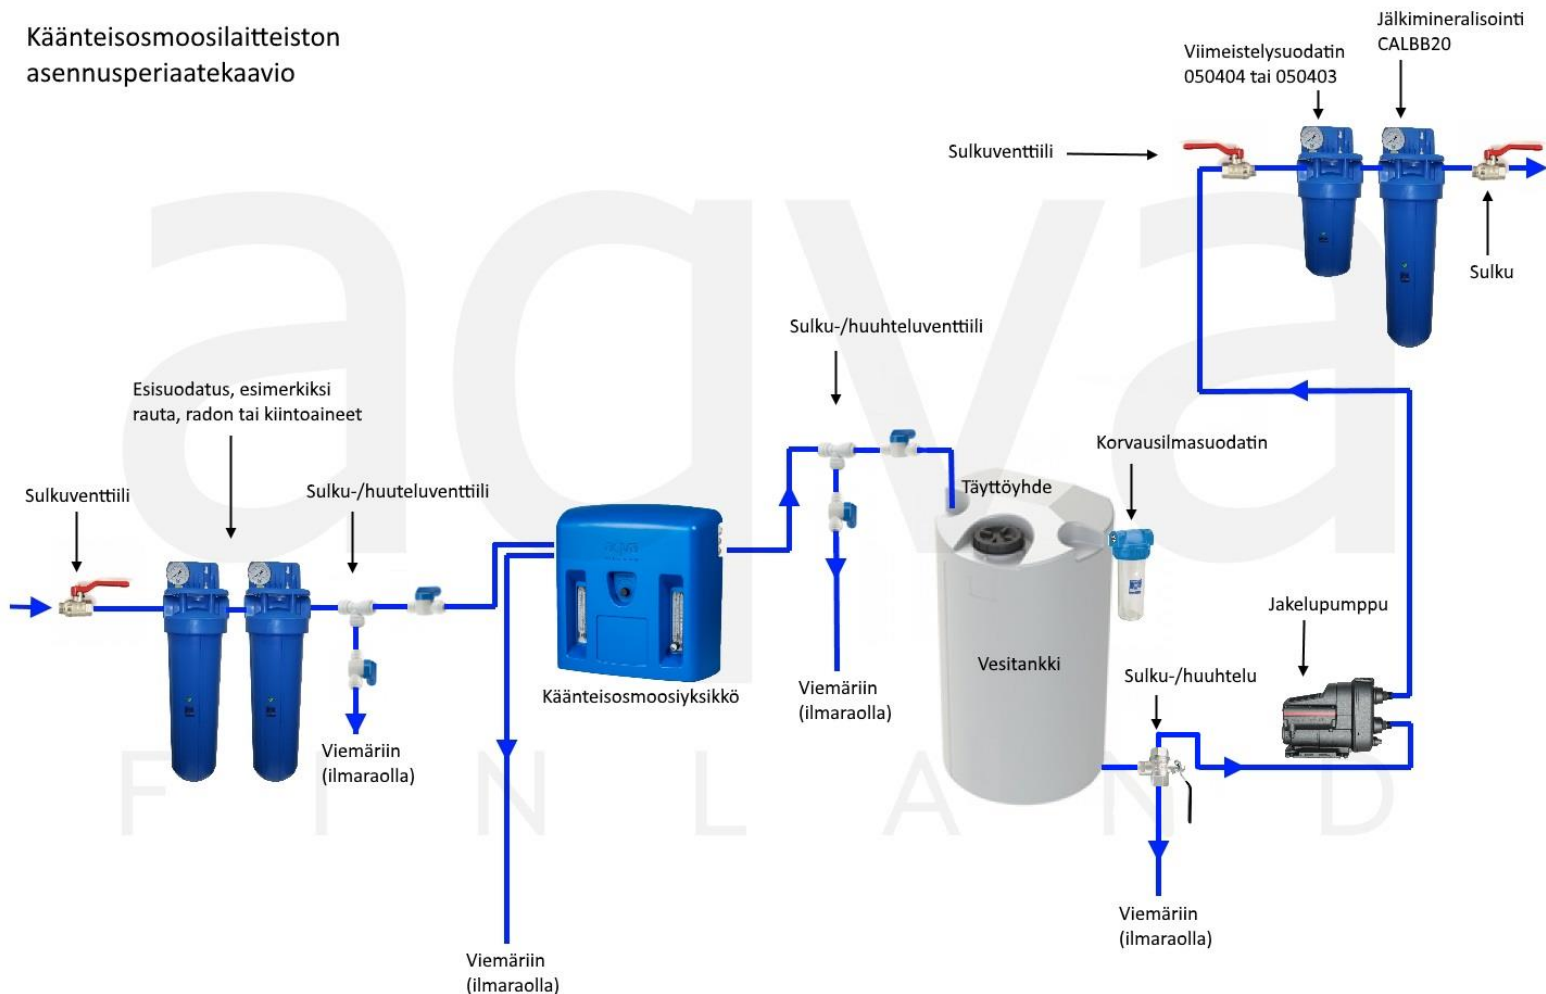 Käänteisosmoosilaitteiston
asennusperiaatekaavio
Jälkimineralisointi
CALBB20
Viimeistelysuodatin
050404 tai 050403
Sulkuventtiili
Sulku
Sulku-/huuhteluventtiili
Esisuodatus, esimerkiksi
rauta, radon tai kiintoaineet
Korvausilmasuodatin
Sulkuventtiili
Sulku-/huuteluventtiili
Täyttöyhde
Jakelupumppu
Vesitankki
Sulku-/huuhtelu
Käänteisosmoosiyksikkö
Viemäriin
(ilmaraolla)
Viemäriin
(ilmaraolla)
Viemäriin
(ilmaraolla)
Viemäriin
(ilmaraolla)
aqva
FINLAND